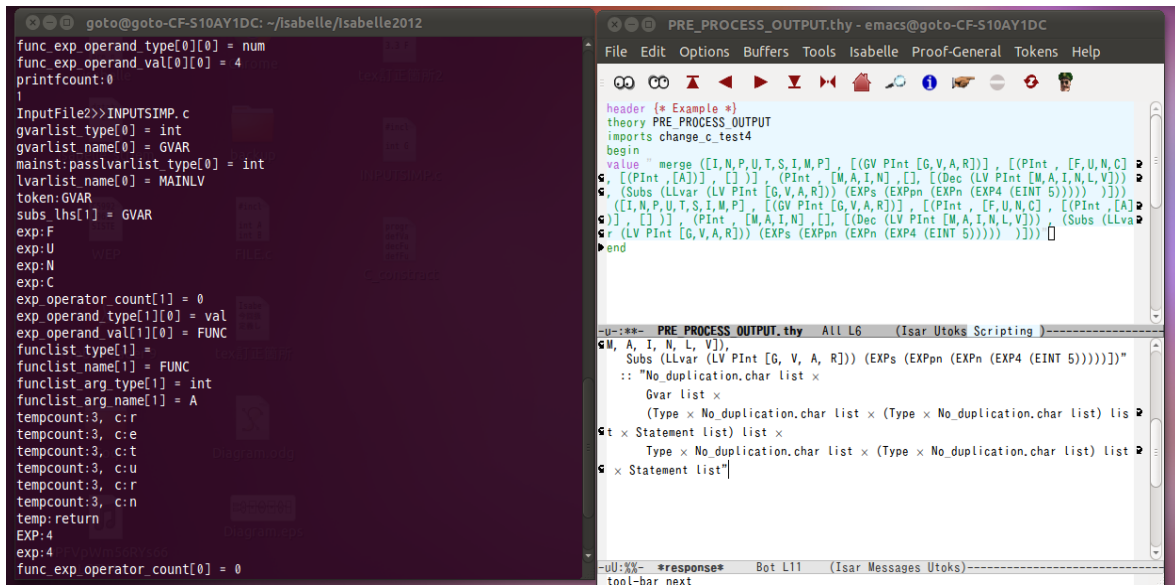 goto@goto-CF-S10AY1DC: ~/isabelle/Isabelle2012
func_exp_operand_type[0][0] = num
func_exp_operand_val[0][0] = 4
printfcount:0
1
InputFile2>>INPUTSIMP.c
gvarlist_type[0] = int
gvarlist_name[0] = GVAR
mainst:passlvarlist_type[0] = int
lvarlist_name[0] = MAINLV
token:GVAR
subs_lhs[1] = GVAR
exp:F
exp:U
exp:N
exp:C
exp_operator_count[1] = 0
exp_operand_type[1][0] = val
exp_operand_val[1][0] = FUNC
funclist_type[1] =
funclist_name[1] = FUNC
funclist_arg_type[1] = int
funclist_arg_name[1] = A
tempcount:3, c:r
tempcount:3, c:e
tempcount:3, c:t
tempcount:3, c:u
tempcount:3, c:r
tempcount:3, c:n
temp:return
EXP:4
exp:4
func_exp_operator_count[0] = 0
INPUTSIMP
WEP
FILEX
Diagram.odg
Diagram.eps
PRE_PROCESS_OUTPUT.thy - emacs@goto-CF-S10AY1DC
File Edit Options Buffers Tools Isabelle Proof-General Tokens Help
header {* Example *}
theory PRE_PROCESS_OUTPUT
imports change_c_test4
begin
value " merge ([I,N,P,U,T,S,I,M,P] , [(GV PInt [G,V,A,R])] , [(PInt , [F,U,N,C]
, [(PInt ,[A])] , [] )] , (PInt , [M,A,I,N] ,[], [(Dec (LV PInt [M,A,I,N,L,V]))
, (Subs (LLvar (LV PInt [G,V,A,R])) (EXPs (EXPpn (EXPn (EXP4 (EINT 5))))) )]))
([I,N,P,U,T,S,I,M,P] , [(GV PInt [G,V,A,R])] , [(PInt , [F,U,N,C] , [(PInt ,[A]
)] , [] )] , (PInt , [M,A,I,N] ,[], [(Dec (LV PInt [M,A,I,N,L,V])) , (Subs (LLva
r (LV PInt [G,V,A,R])) (EXPs (EXPpn (EXPn (EXP4 (EINT 5))))) )]))"
end
-u-:**- PRE_PROCESS_OUTPUT.thy All L6 (Isar Utoks Scripting )-----------------
M, A, I, N, L, V]),
Subs (LLvar (LV PInt [G, V, A, R])) (EXPs (EXPpn (EXPn (EXP4 (EINT 5)))))])"
:: "No_duplication.char list ×
Gvar list ×
(Type × No_duplication.char list × (Type × No_duplication.char list) lis
t × Statement list) list ×
Type × No_duplication.char list × (Type × No_duplication.char list) list
× Statement list"
-uU:%%- *response* Bot L11 (Isar Messages Utoks)----------------------------
tool-bar next